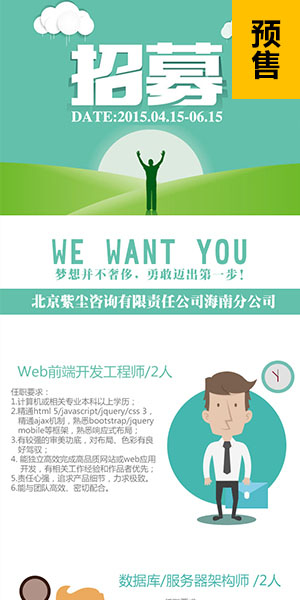 预售
招募
DATE:2015.04.15-06.15
WE WANT YOU
梦想并不奢侈，勇敢迈出第一步！
北京紫尘咨询有限责任公司海南分公司
Web前端开发工程师/2人
任职要求：
1.计算机或相关专业本科以上学历；
2.精通html 5/javascript/jquery/css 3，
精通ajax机制，熟悉bootstrap/jquery
mobile等框架，熟悉响应式布局；
3.有较强的审美功底，对布局、色彩有良
好驾驭；
4. 能独立高效完成高品质网站或web应用
开发，有相关工作经验和作品者优先；
5.责任心强，追求产品细节，力求极致。
6.能与团队高效、密切配合。
数据库/服务器架构师 /2人